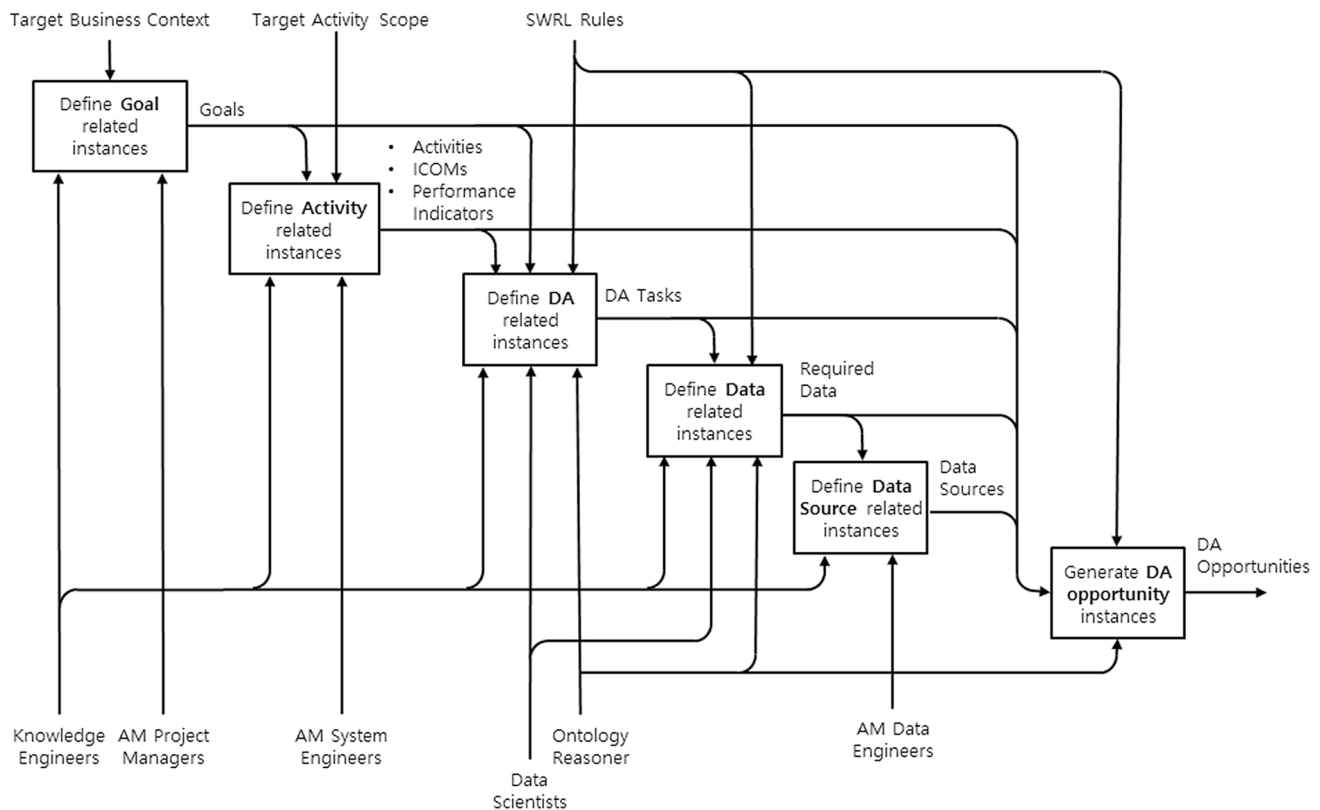 Target Business Context
Target Activity Scope
SWRL Rules
Define Goal
related
instances
Goals
• Activities
• ICOMs
• Performance
Indicators
Define Activity
related
instances
Define DA
related
instances
DA Tasks
Define Data
related
instances
Required
Data
Define Data
Source related
instances
Data
Sources
Generate DA
opportunity
instances
DA
Opportunities
Knowledge
Engineers
AM Project
Managers
AM System
Engineers
Data
Scientists
Ontology
Reasoner
AM Data
Engineers